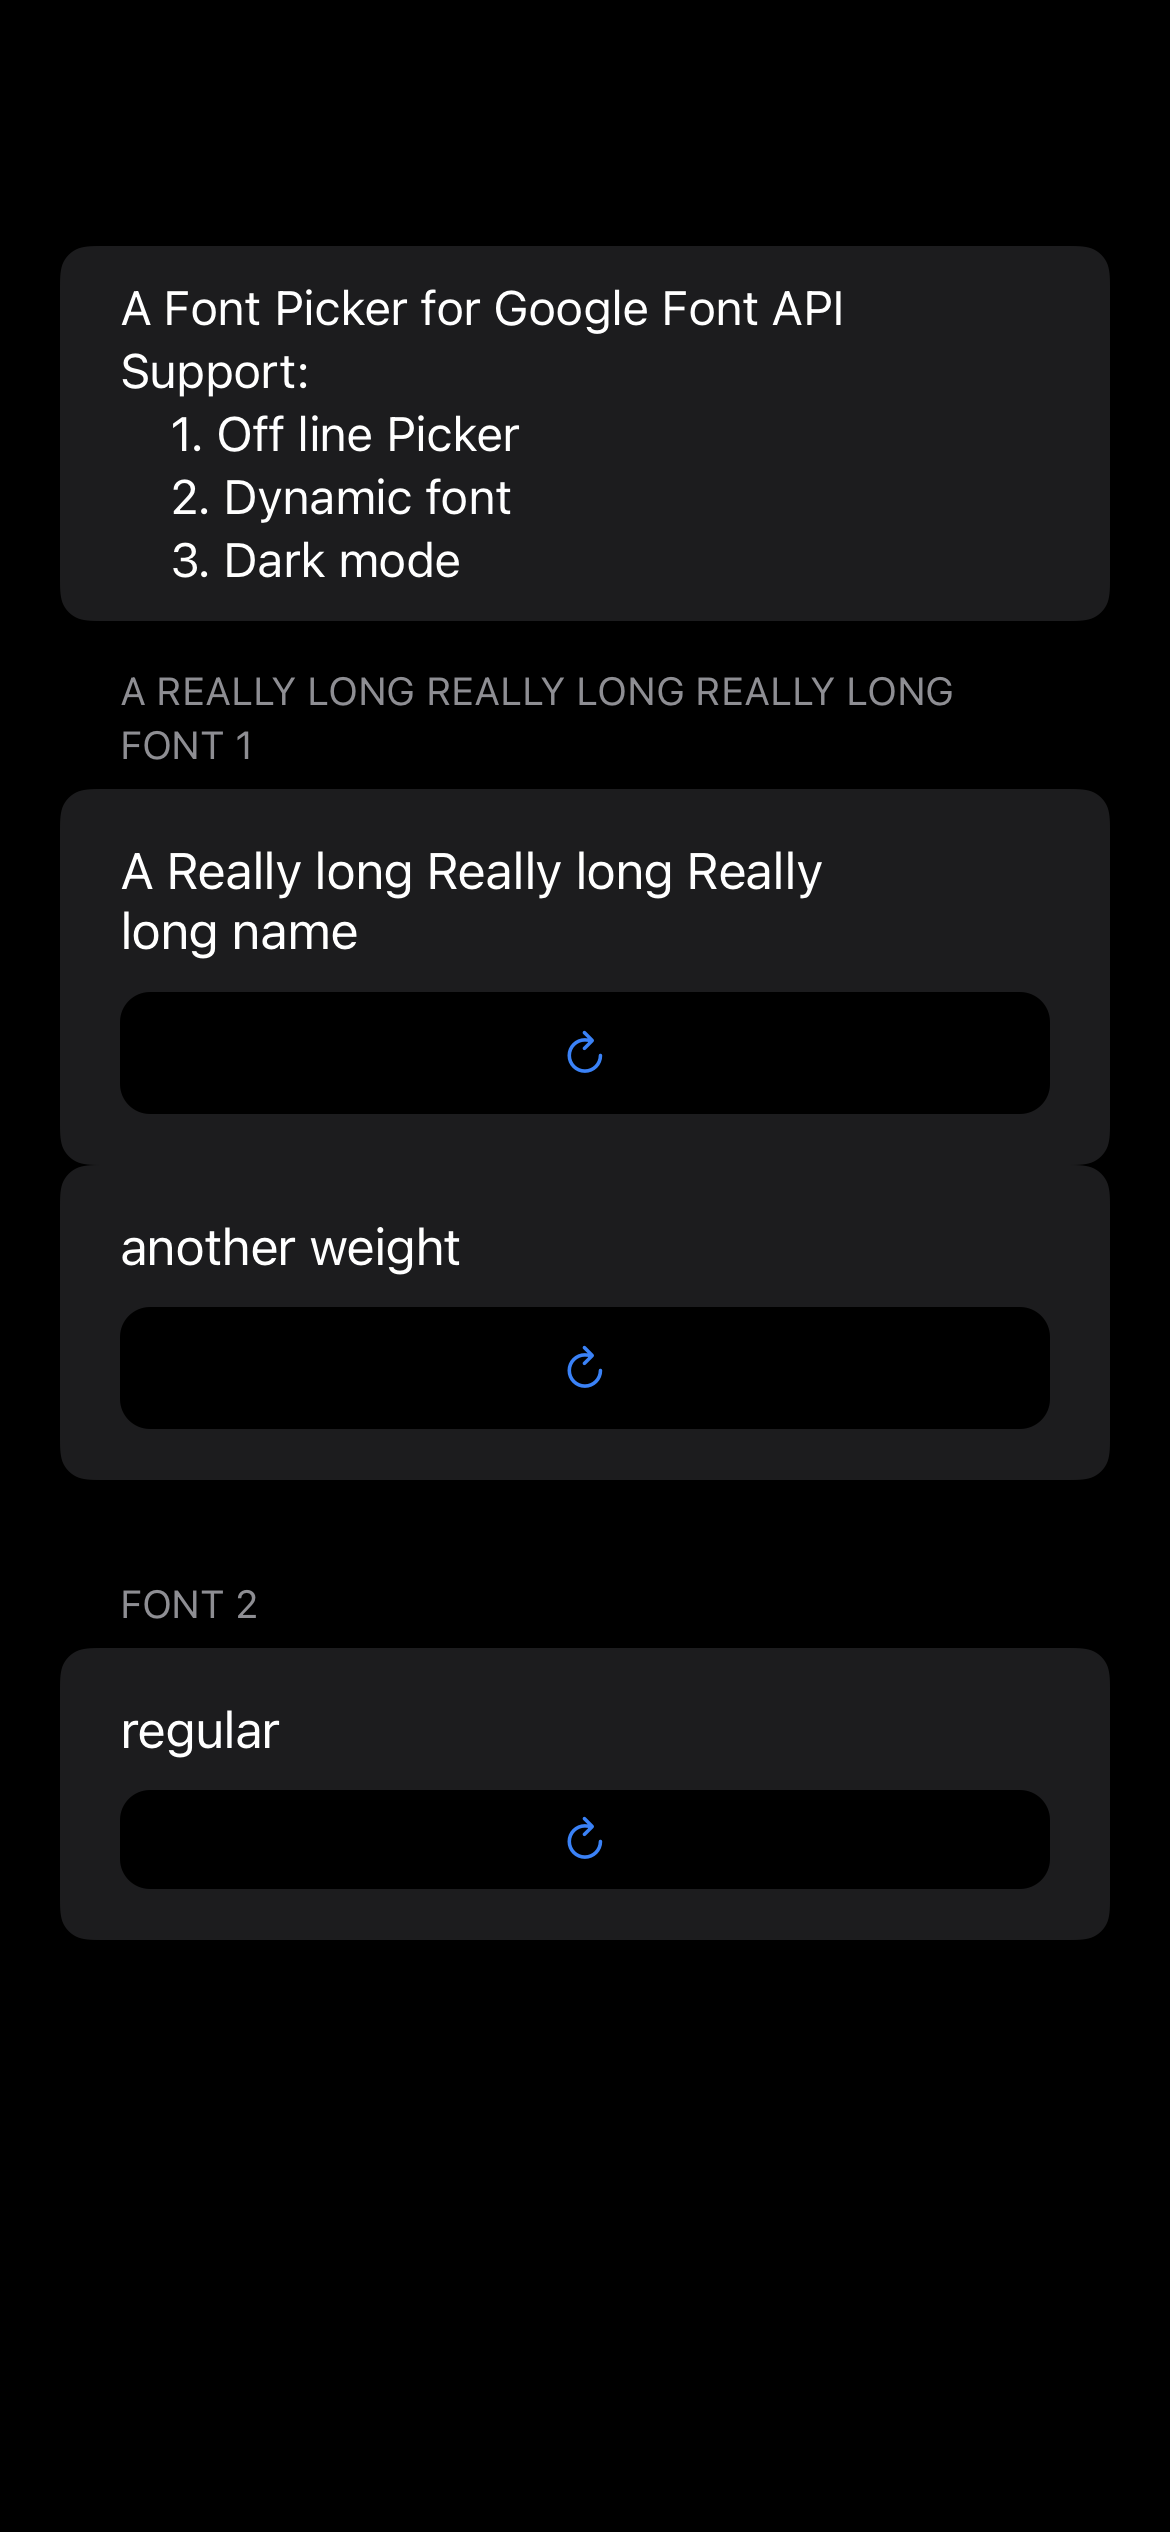 A Font Picker for Google Font API
Support:
1. Off line Picker
2. Dynamic font
3. Dark mode
A REALLY LONG REALLY LONG REALLY LONG
FONT 1
A Really long Really long Really
long name
another weight
FONT 2
regular